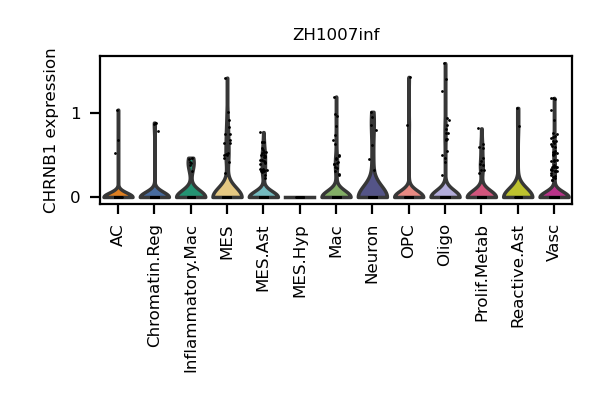 ZH1007inf
CHRNB1 expression
1
0
AC
Chromatin.Reg
Inflammatory.Mac
MES
MES.Ast
MES.Hyp
Mac
Neuron
OPC
Oligo
Prolif.Metab
Reactive.Ast
Vasc